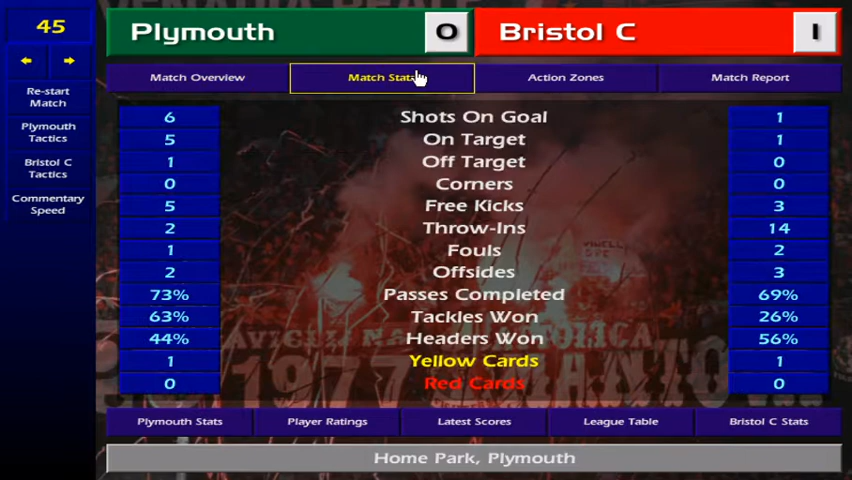 45
Plymouth 0 Bristol C 1
Match Overview Match Stats Action Zones Match Report
Re-start
Match
Plymouth
Tactics
Bristol C
Tactics
Commentary
Speed
6 Shots On Goal 1
5 On Target 1
1 Off Target 0
0 Corners 0
5 Free Kicks 3
2 Throw-Ins 14
1 Fouls 2
2 Offsides 3
73% Passes Completed 69%
63% Tackles Won 26%
44% Headers Won 56%
1 Yellow Cards 1
0 Red Cards 0
1977
Plymouth Stats Player Ratings Latest Scores League Table Bristol C Stats
Home Park, Plymouth